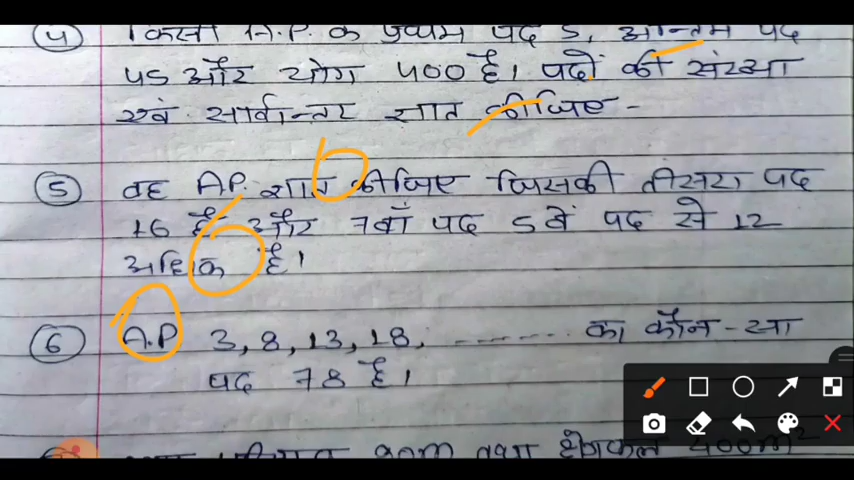 (4) किसी A.P. के प्रथम पद 5, अन्तिम पद
45 और योग 400 है। पदों की संख्या
एवं सार्वान्तर ज्ञात कीजिए -
(5) वह A.P. ज्ञात कीजिए जिसकी तीसरा पद
16 है और 7वाँ पद 5वें पद से 12
अधिक है।
(6) A.P 3, 8, 13, 18, ------- का कौन-सा
पद 78 है।
400m²